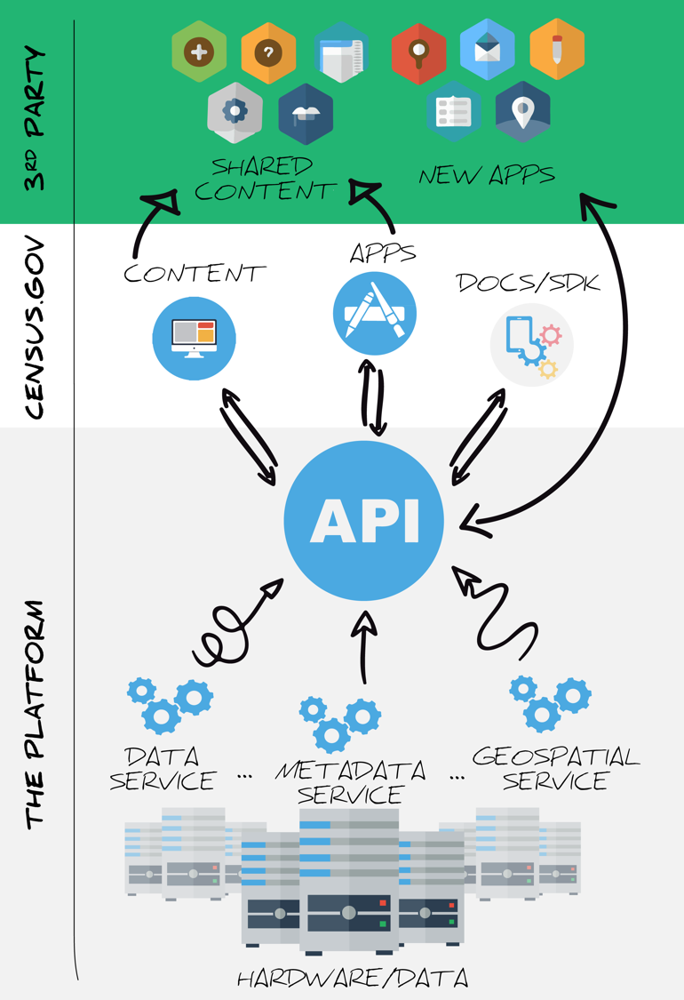 3RD PARTY
SHARED
CONTENT
NEW APPS
CENSUS.GOV
CONTENT
APPS
DOCS/SDK
API
THE PLATFORM
DATA
SERVICE
...
METADATA
SERVICE
...
GEOSPATIAL
SERVICE
HARDWARE/DATA